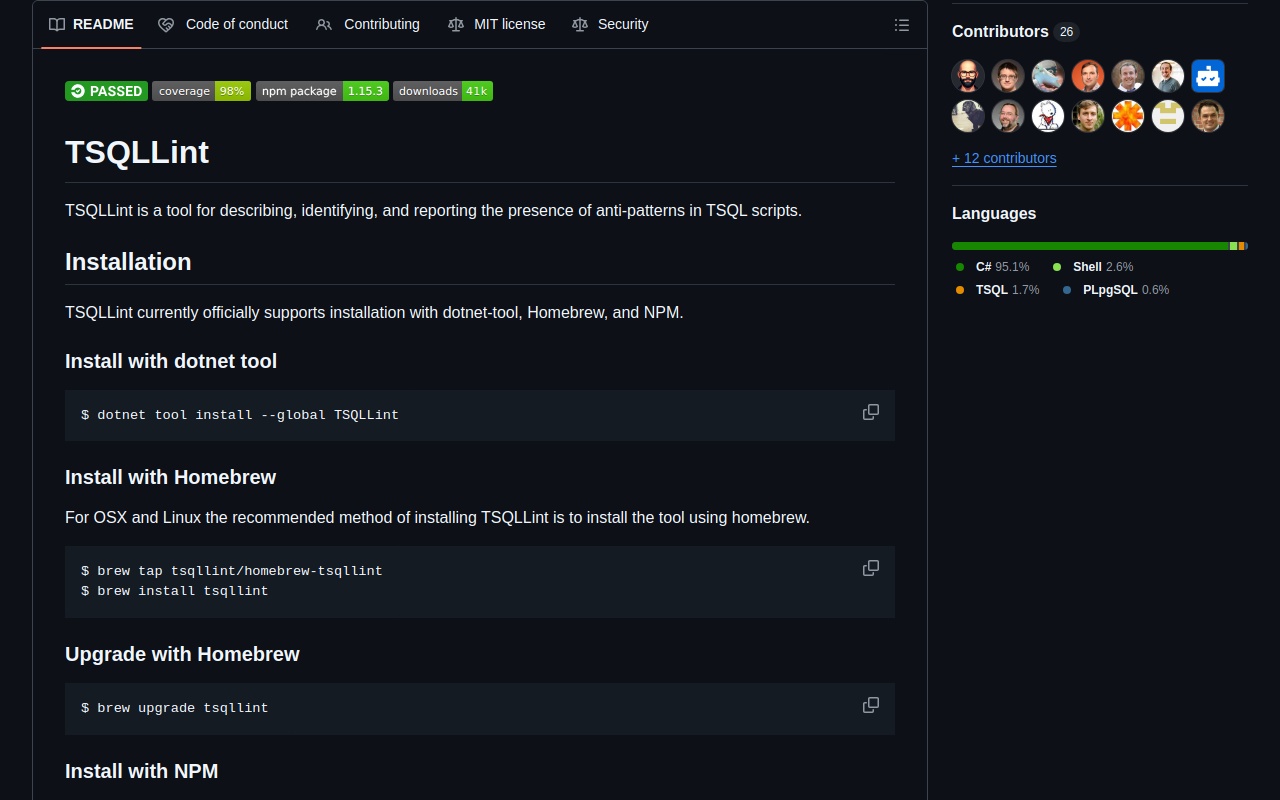 README Code of conduct Contributing MIT license Security
PASSED coverage 98% npm package 1.15.3 downloads 41k
TSQLLint
TSQLLint is a tool for describing, identifying, and reporting the presence of anti-patterns in TSQL scripts.
Installation
TSQLLint currently officially supports installation with dotnet-tool, Homebrew, and NPM.
Install with dotnet tool
$ dotnet tool install --global TSQLLint
Install with Homebrew
For OSX and Linux the recommended method of installing TSQLLint is to install the tool using homebrew.
$ brew tap tsqllint/homebrew-tsqllint
$ brew install tsqllint
Upgrade with Homebrew
$ brew upgrade tsqllint
Install with NPM
Contributors 26
+ 12 contributors
Languages
C# 95.1% Shell 2.6%
TSQL 1.7% PLpgSQL 0.6%